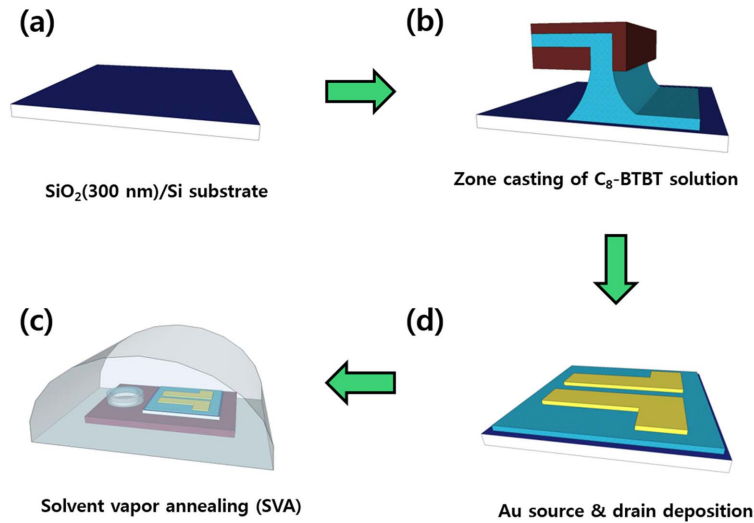 (a)
(b)
SiO₂(300 nm)/Si substrate
Zone casting of C₈-BTBT solution
(c)
(d)
Solvent vapor annealing (SVA)
Au source & drain deposition